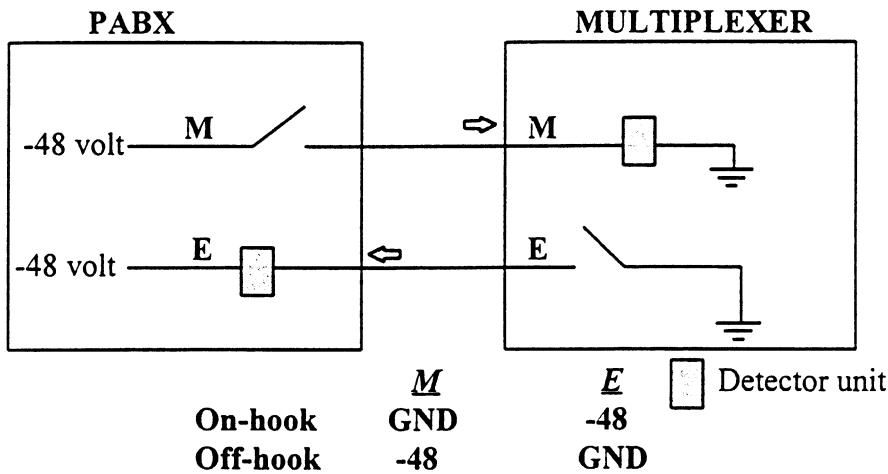 PABX MULTIPLEXER
-48 volt M M
-48 volt E E
Detector unit
M E
On-hook GND -48
Off-hook -48 GND